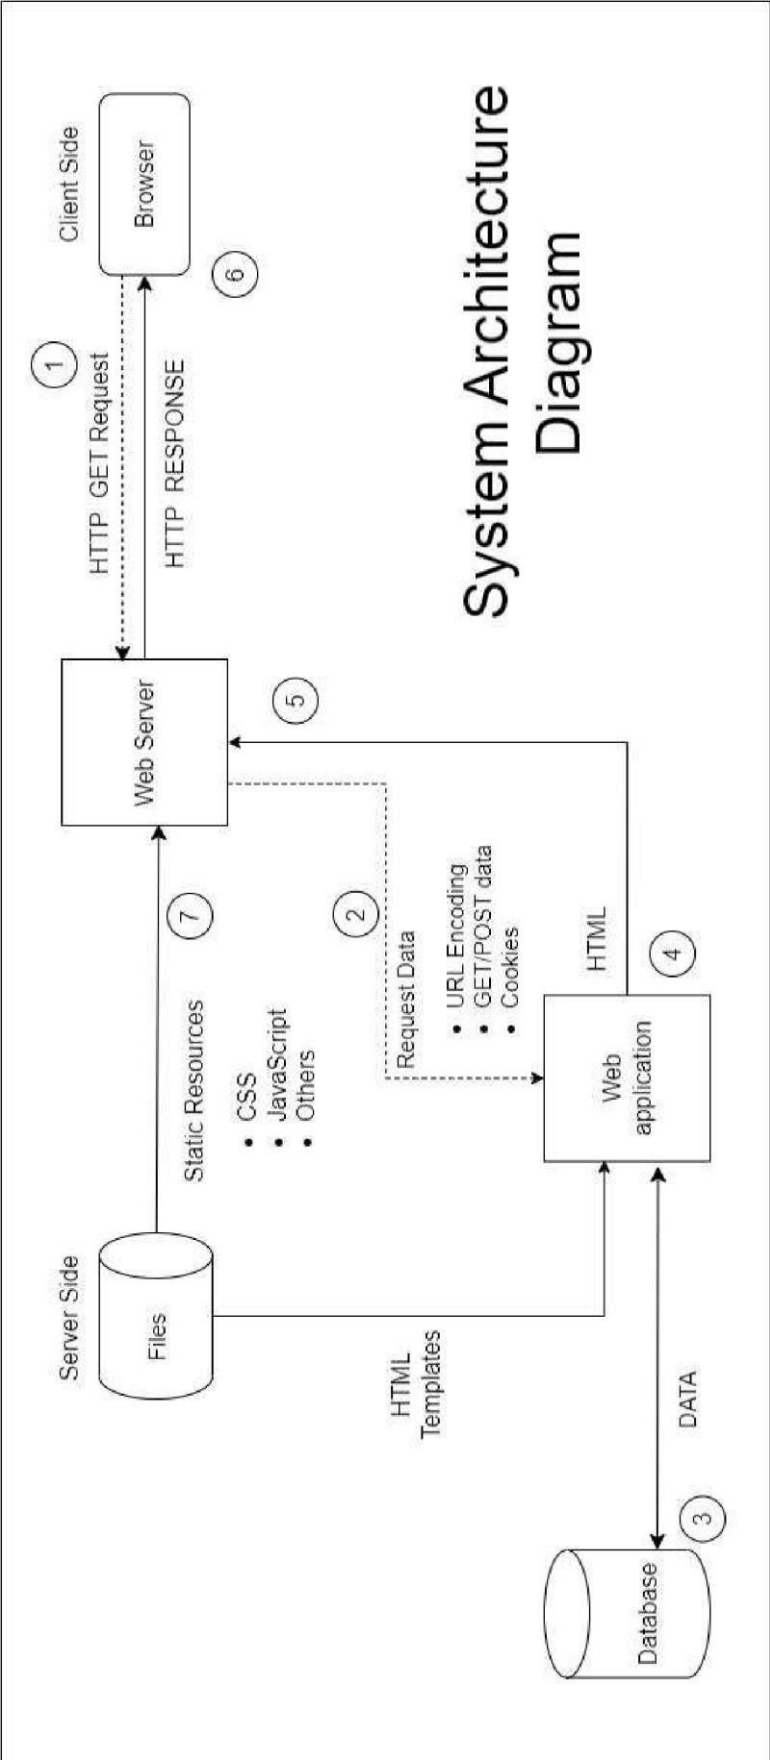 Server Side
Client Side
Files
Static Resources
• CSS
• JavaScript
• Others
7
Web Server
HTTP GET Request
1
HTTP RESPONSE
Browser
6
5
2
Request Data
• URL Encoding
• GET/POST data
• Cookies
HTML
Templates
Web
application
HTML
4
Database
3
DATA
System Architecture
Diagram